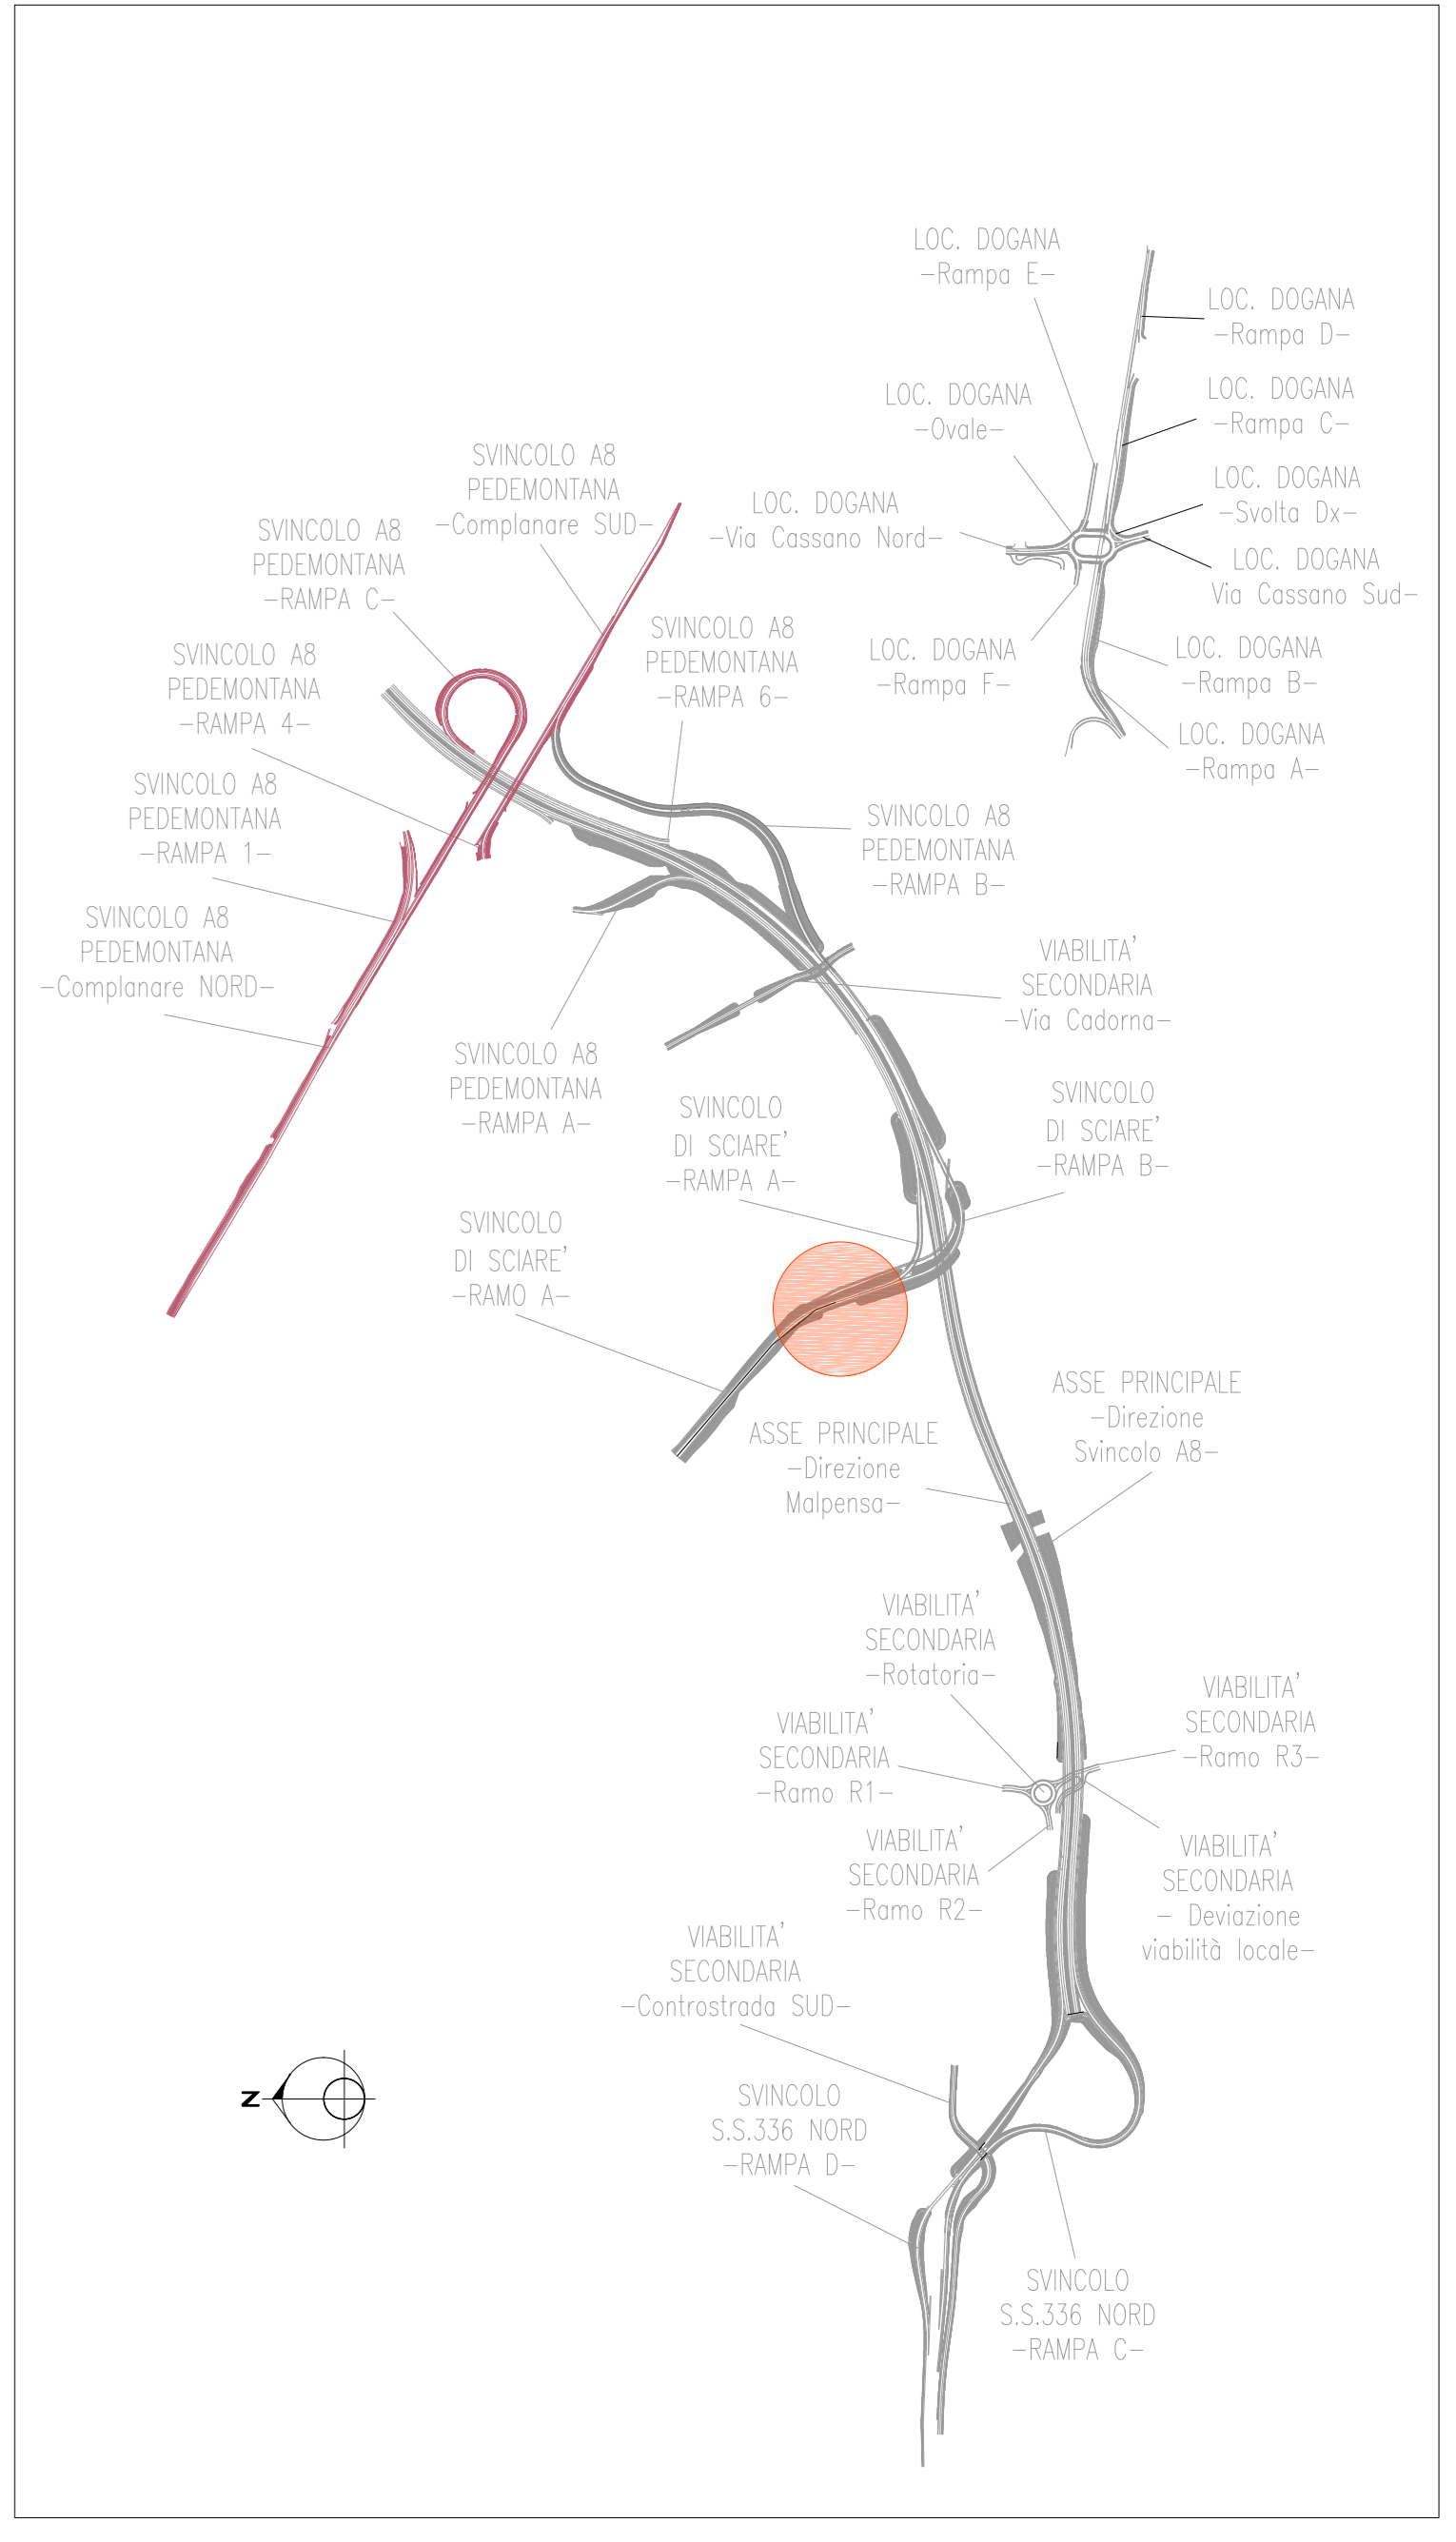 LOC. DOGANA
-Rampa E-
LOC. DOGANA
-Rampa D-
LOC. DOGANA
-Ovale-
LOC. DOGANA
-Rampa C-
SVINCOLO A8
PEDEMONTANA
-Complanare SUD-
LOC. DOGANA
-Svolta Dx-
LOC. DOGANA
-Via Cassano Nord-
SVINCOLO A8
PEDEMONTANA
-RAMPA C-
LOC. DOGANA
Via Cassano Sud-
SVINCOLO A8
PEDEMONTANA
-RAMPA 6-
LOC. DOGANA
-Rampa F-
LOC. DOGANA
-Rampa B-
SVINCOLO A8
PEDEMONTANA
-RAMPA 4-
LOC. DOGANA
-Rampa A-
SVINCOLO A8
PEDEMONTANA
-RAMPA 1-
SVINCOLO A8
PEDEMONTANA
-RAMPA B-
SVINCOLO A8
PEDEMONTANA
-Complanare NORD-
VIABILITA'
SECONDARIA
-Via Cadorna-
SVINCOLO A8
PEDEMONTANA
-RAMPA A-
SVINCOLO
DI SCIARE'
-RAMPA A-
SVINCOLO
DI SCIARE'
-RAMPA B-
SVINCOLO
DI SCIARE'
-RAMO A-
ASSE PRINCIPALE
-Direzione
Svincolo A8-
ASSE PRINCIPALE
-Direzione
Malpensa-
VIABILITA'
SECONDARIA
-Rotatoria-
VIABILITA'
SECONDARIA
-Ramo R3-
VIABILITA'
SECONDARIA
-Ramo R1-
VIABILITA'
SECONDARIA
-Ramo R2-
VIABILITA'
SECONDARIA
- Deviazione
viabilità locale-
VIABILITA'
SECONDARIA
-Controstrada SUD-
N
SVINCOLO
S.S.336 NORD
-RAMPA D-
SVINCOLO
S.S.336 NORD
-RAMPA C-